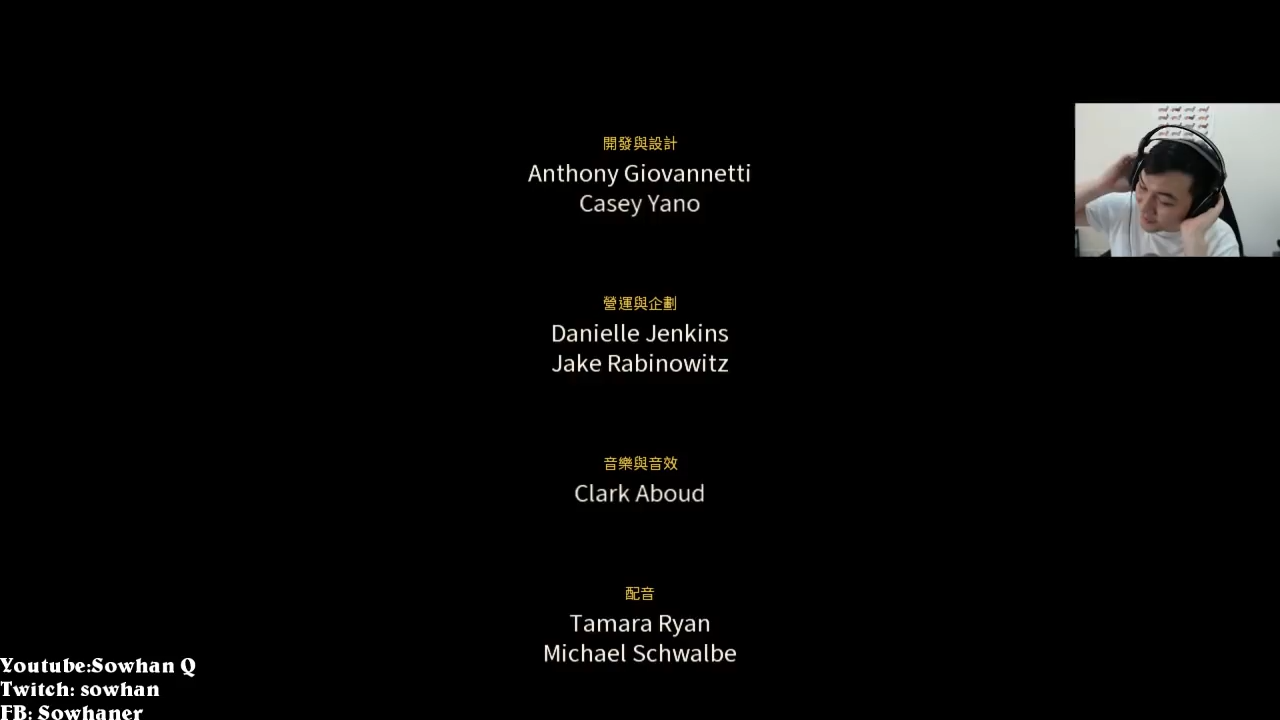 開發與設計
Anthony Giovannetti
Casey Yano
營運與企劃
Danielle Jenkins
Jake Rabinowitz
音樂與音效
Clark Aboud
配音
Tamara Ryan
Michael Schwalbe
Youtube:Sowhan Q
Twitch: sowhan
FB: Sowhaner